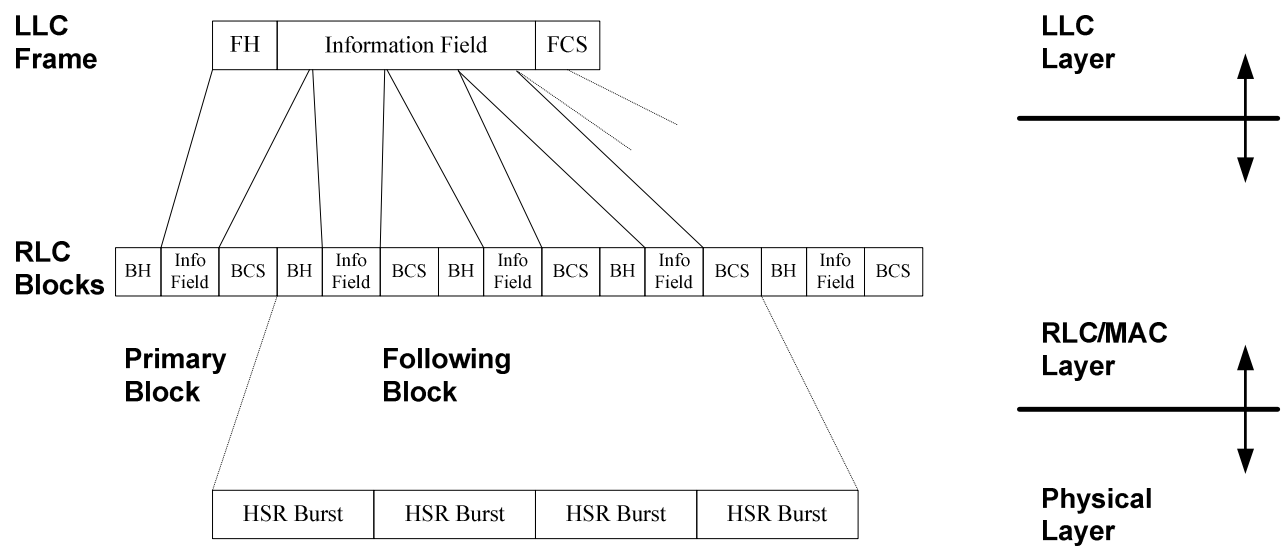 LLC
Frame
FH Information Field FCS
LLC
Layer
RLC
Blocks
BH Info Field BCS BH Info Field BCS BH Info Field BCS BH Info Field BCS BH Info Field BCS
Primary
Block
Following
Block
RLC/MAC
Layer
HSR Burst HSR Burst HSR Burst HSR Burst
Physical
Layer